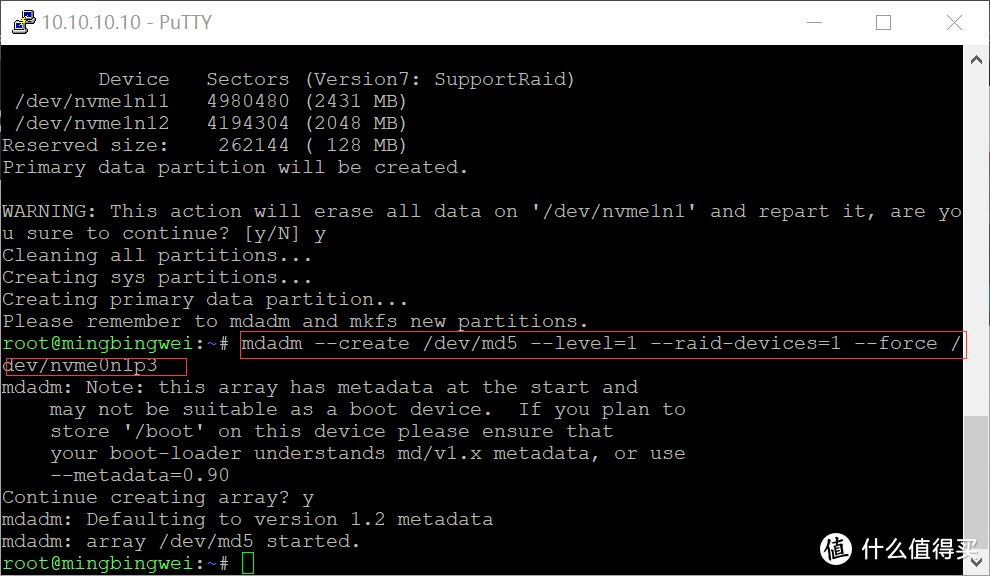 10.10.10.10 - PuTTY
Device Sectors (Version7: SupportRaid)
/dev/nvme1n11 4980480 (2431 MB)
/dev/nvme1n12 4194304 (2048 MB)
Reserved size: 262144 ( 128 MB)
Primary data partition will be created.
WARNING: This action will erase all data on '/dev/nvme1n1' and repart it, are yo
u sure to continue? [y/N] y
Cleaning all partitions...
Creating sys partitions...
Creating primary data partition...
Please remember to mdadm and mkfs new partitions.
root@mingbingwei:~# mdadm --create /dev/md5 --level=1 --raid-devices=1 --force /
dev/nvme0n1p3
mdadm: Note: this array has metadata at the start and
may not be suitable as a boot device. If you plan to
store '/boot' on this device please ensure that
your boot-loader understands md/v1.x metadata, or use
--metadata=0.90
Continue creating array? y
mdadm: Defaulting to version 1.2 metadata
mdadm: array /dev/md5 started.
root@mingbingwei:~#
值 什么值得买